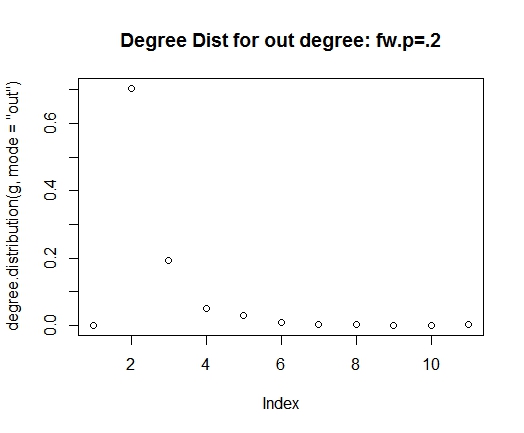 Degree Dist for out degree: fw.p=.2
degree.distribution(g, mode = "out")
0.6
0.4
0.2
0.0
2 4 6 8 10
Index